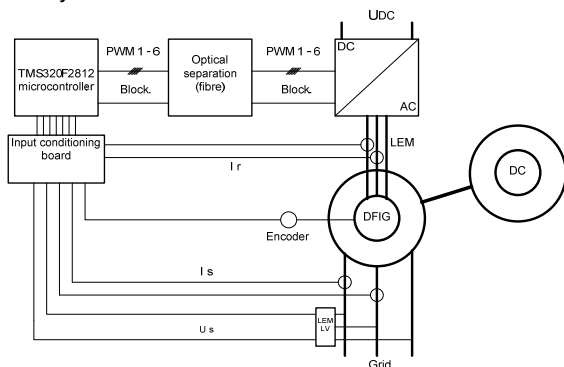 UDC
PWM 1 - 6
Optical
separation
(fibre)
PWM 1 - 6
DC
TMS320F2812
microcontroller
Block.
Block.
AC
Input conditioning
board
LEM
I r
DC
DFIG
Encoder
I s
LEM
LV
U s
Grid